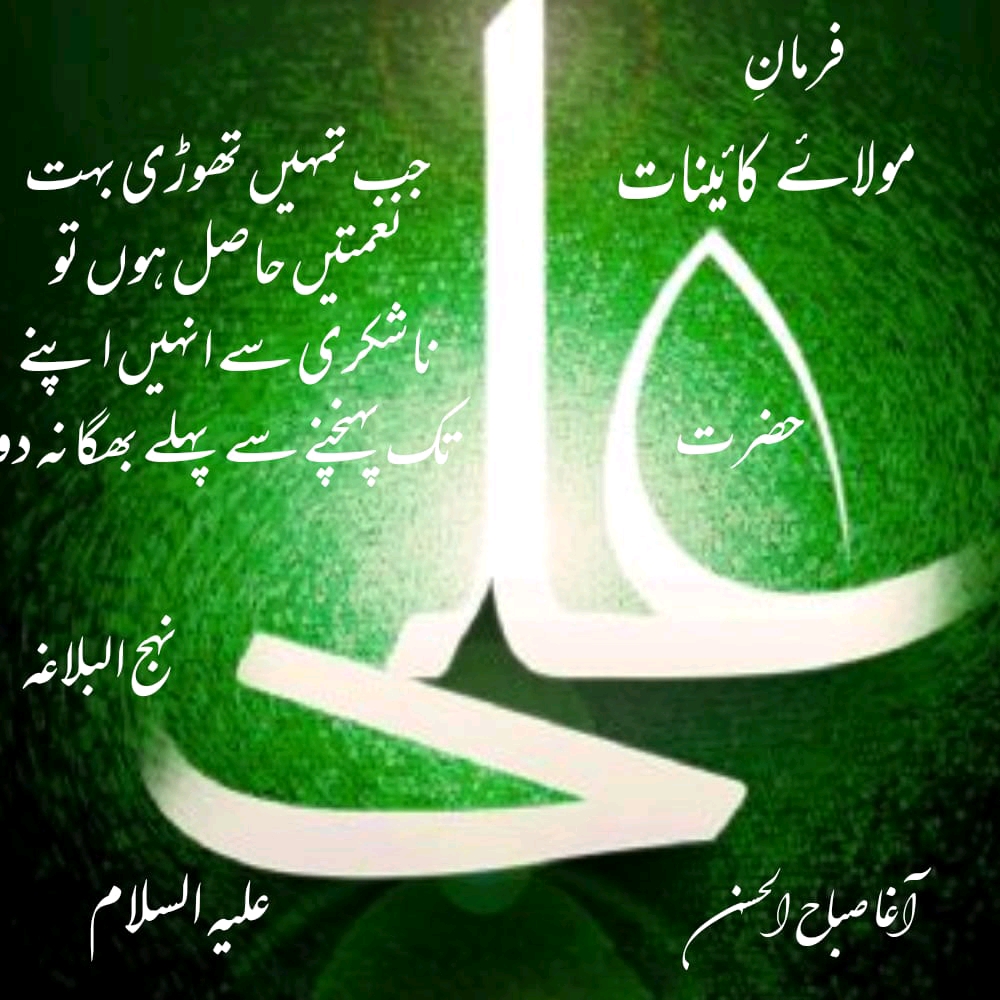 فرمانِ
مولائے کائینات
حضرت
علی
علیہ السلام
جب تمہیں تھوڑی بہت
نعمتیں حاصل ہوں تو
ناشکری سے انہیں اپنے
تک پہنچنے سے پہلے بھگا نہ دو
نہج البلاغہ
آغا صباح الحسن